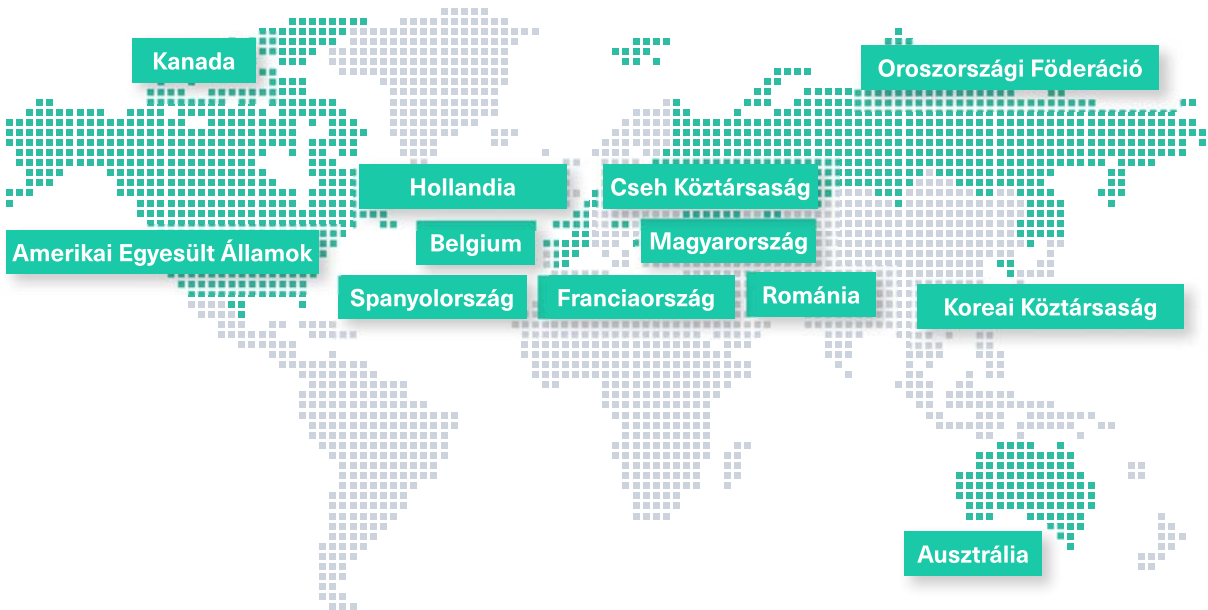 Kanada
Oroszországi Föderáció
Hollandia
Cseh Köztársaság
Amerikai Egyesült Államok
Belgium
Magyarország
Spanyolország
Franciaország
Románia
Koreai Köztársaság
Ausztrália